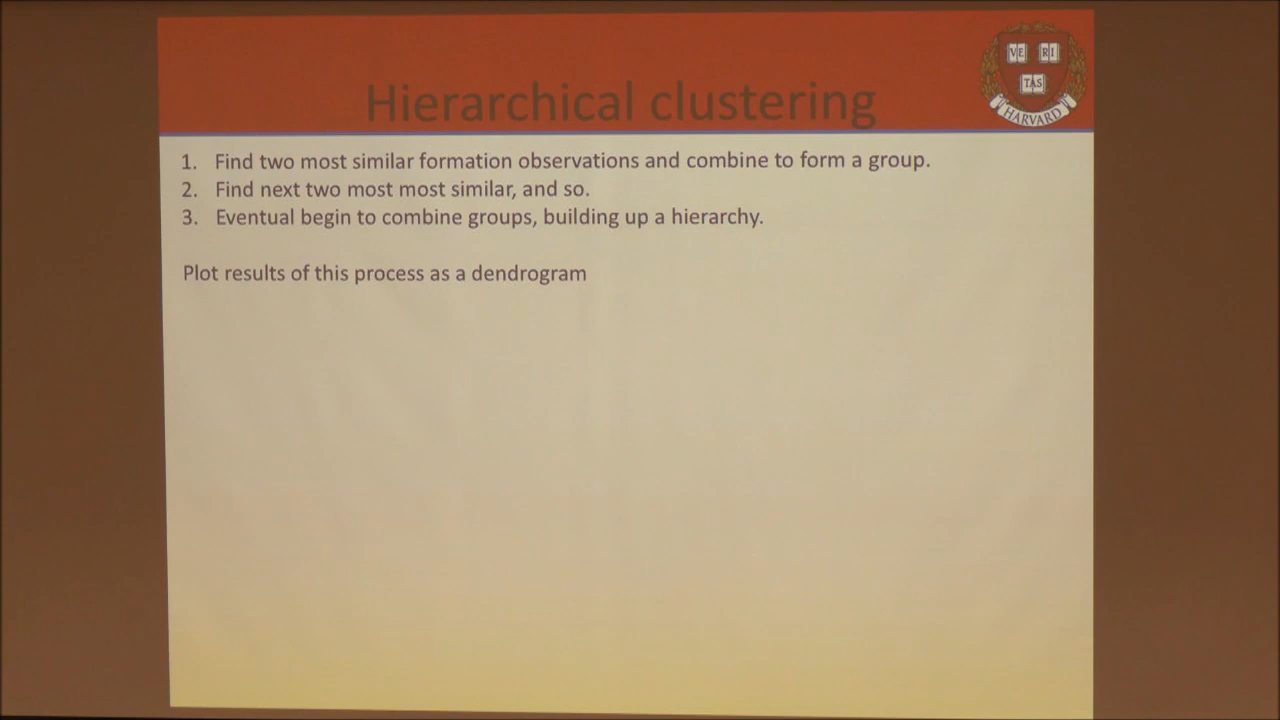 Hierarchical clustering
VE RI
TAS
HARVARD
1. Find two most similar formation observations and combine to form a group.
2. Find next two most most similar, and so.
3. Eventual begin to combine groups, building up a hierarchy.
Plot results of this process as a dendrogram